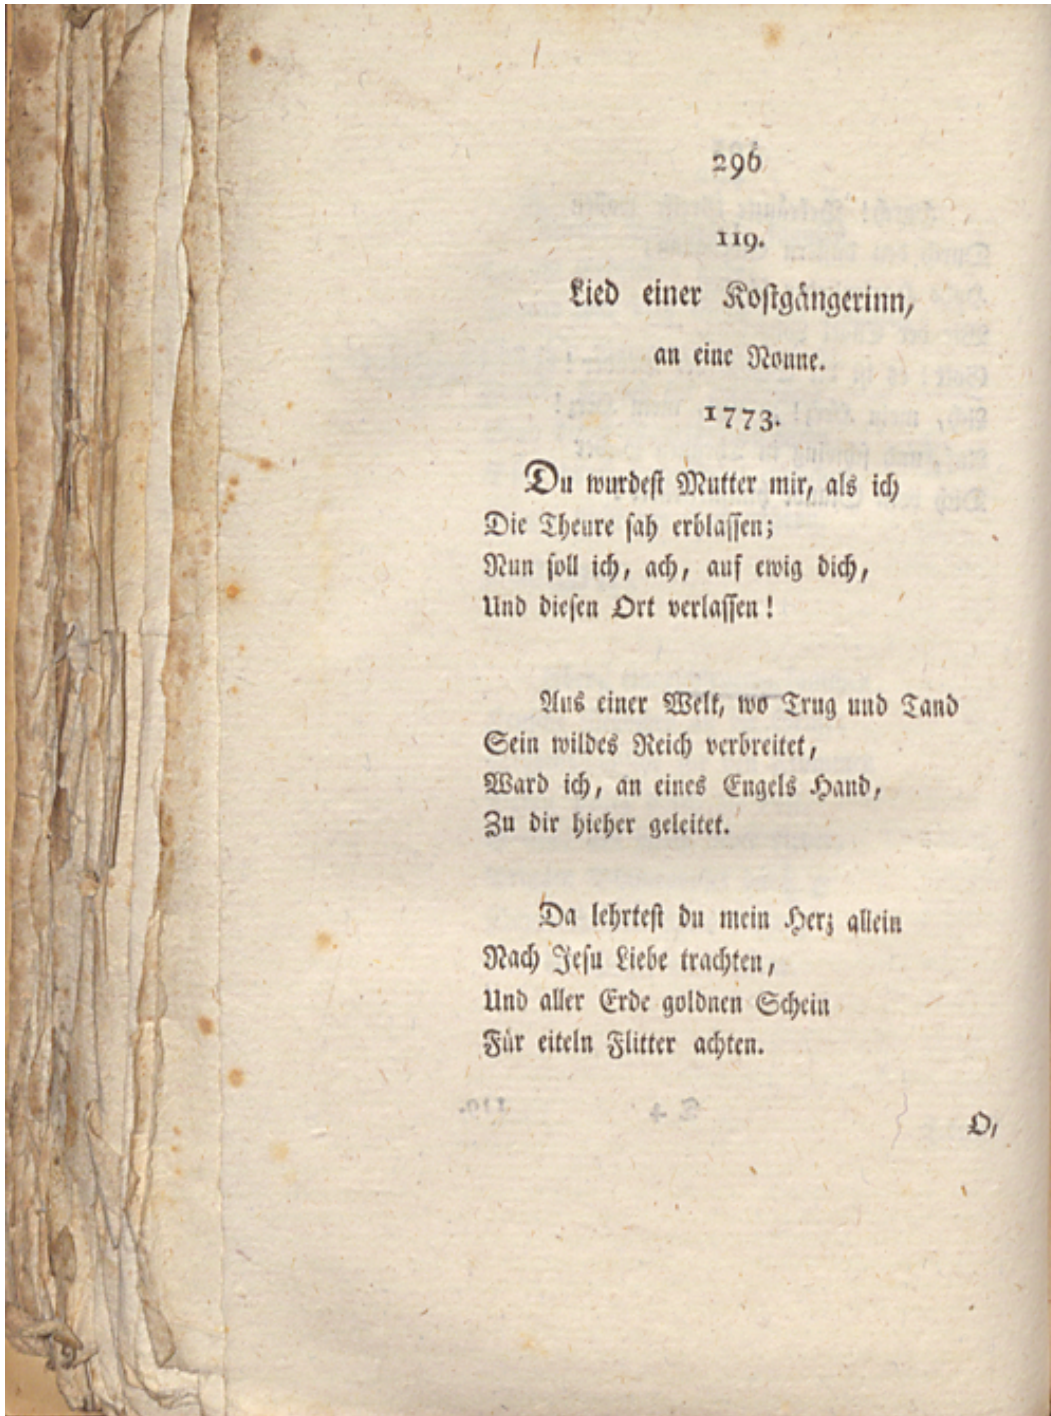 296
119.
Lied einer Kostgängerinn,
an eine Nonne.
1773.
Du wurdest Mutter mir, als ich
Die Theure sah erblassen;
Nun soll ich, ach, auf ewig dich,
Und diesen Ort verlassen!
Aus einer Welt, wo Trug und Tand
Sein wildes Reich verbreitet,
Ward ich, an eines Engels Hand,
Zu dir hieher geleitet.
Da lehrtest du mein Herz allein
Nach Jesu Liebe trachten,
Und aller Erde goldnen Schein
Für eiteln Flitter achten.
O,